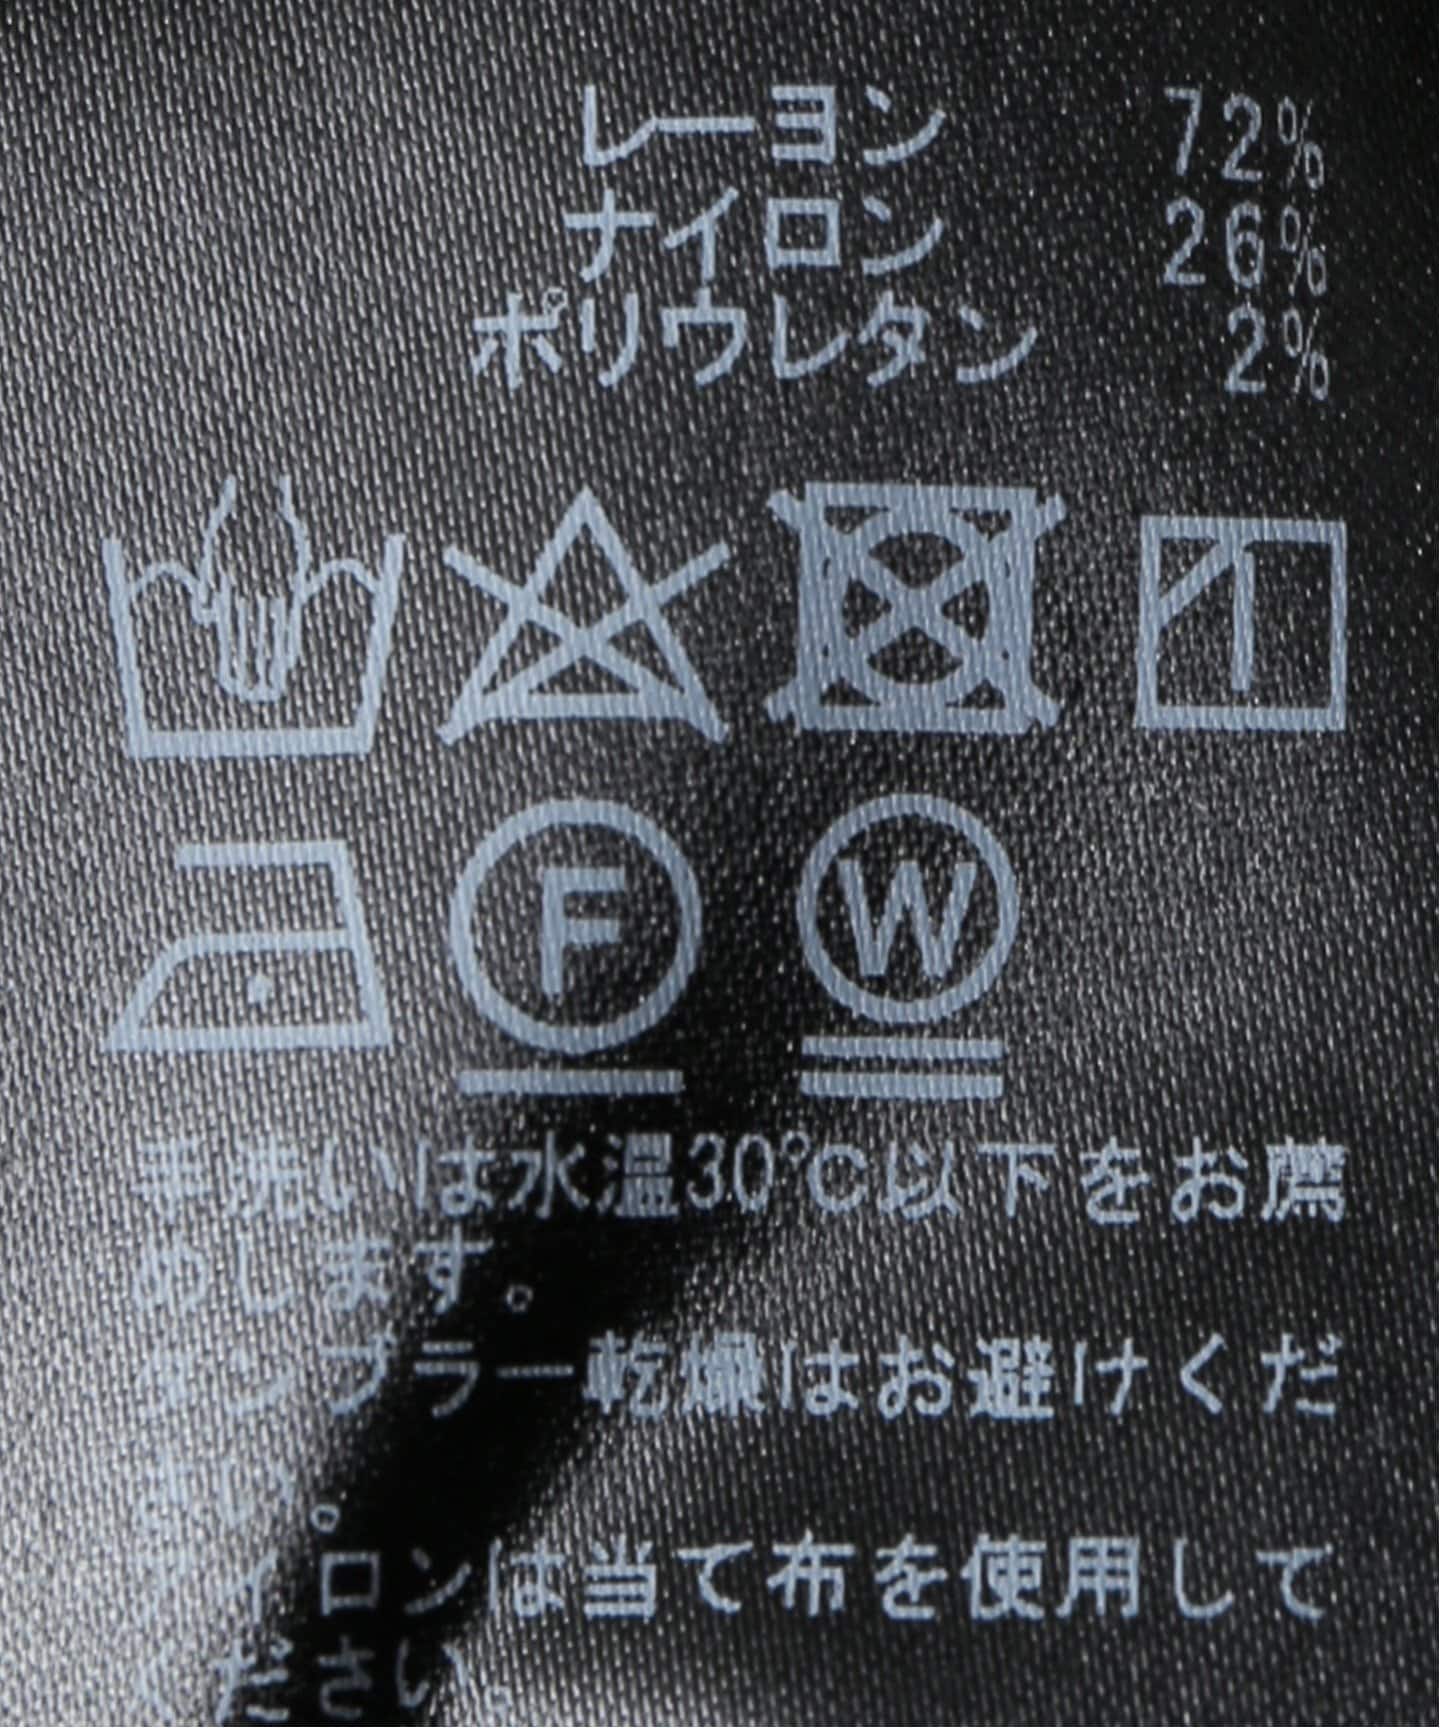 レーヨン 72%
ナイロン 26%
ポリウレタン 2%
F W
手洗いは水温30℃以下をお薦
めします。
タンブラー乾燥はお避けくだ
さい。
アイロンは当て布を使用して
ください。